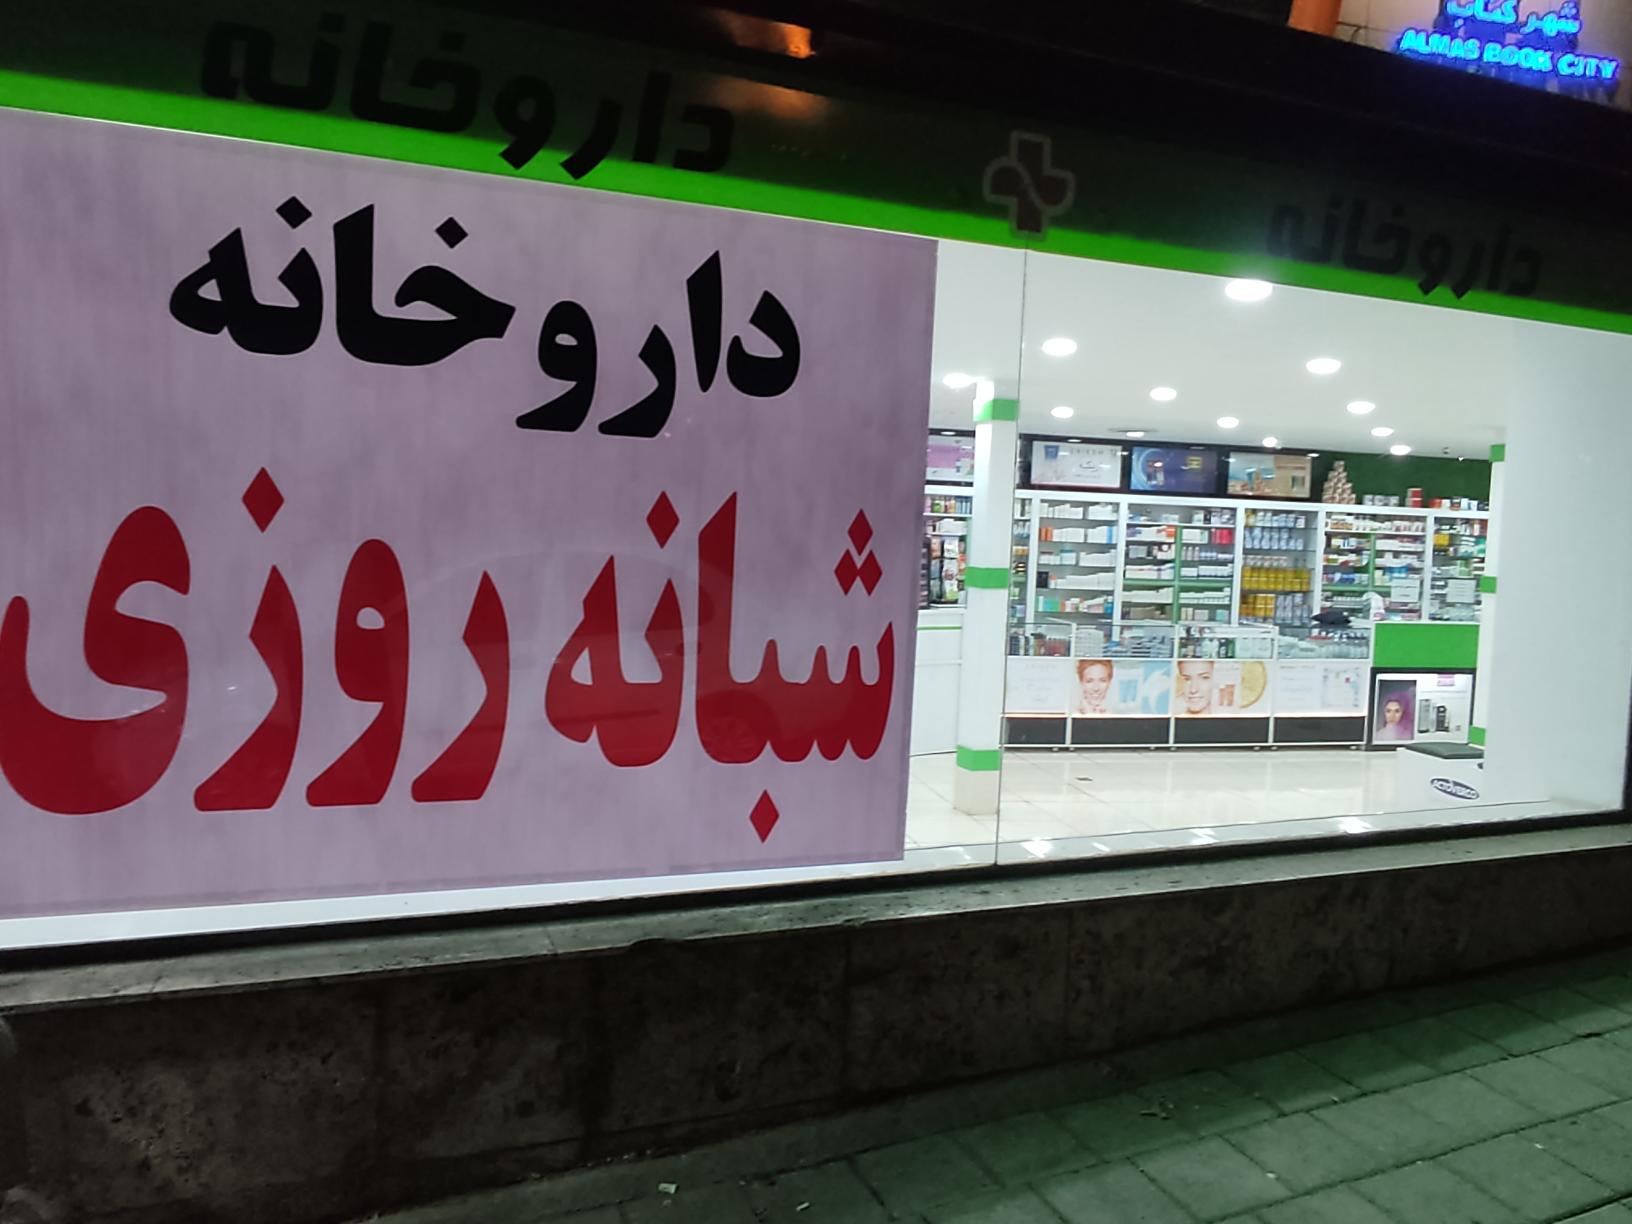 شهر کتاب
ALMAS BOOK CITY
داروخانه
داروخانه
داروخانه
شبانه روزی